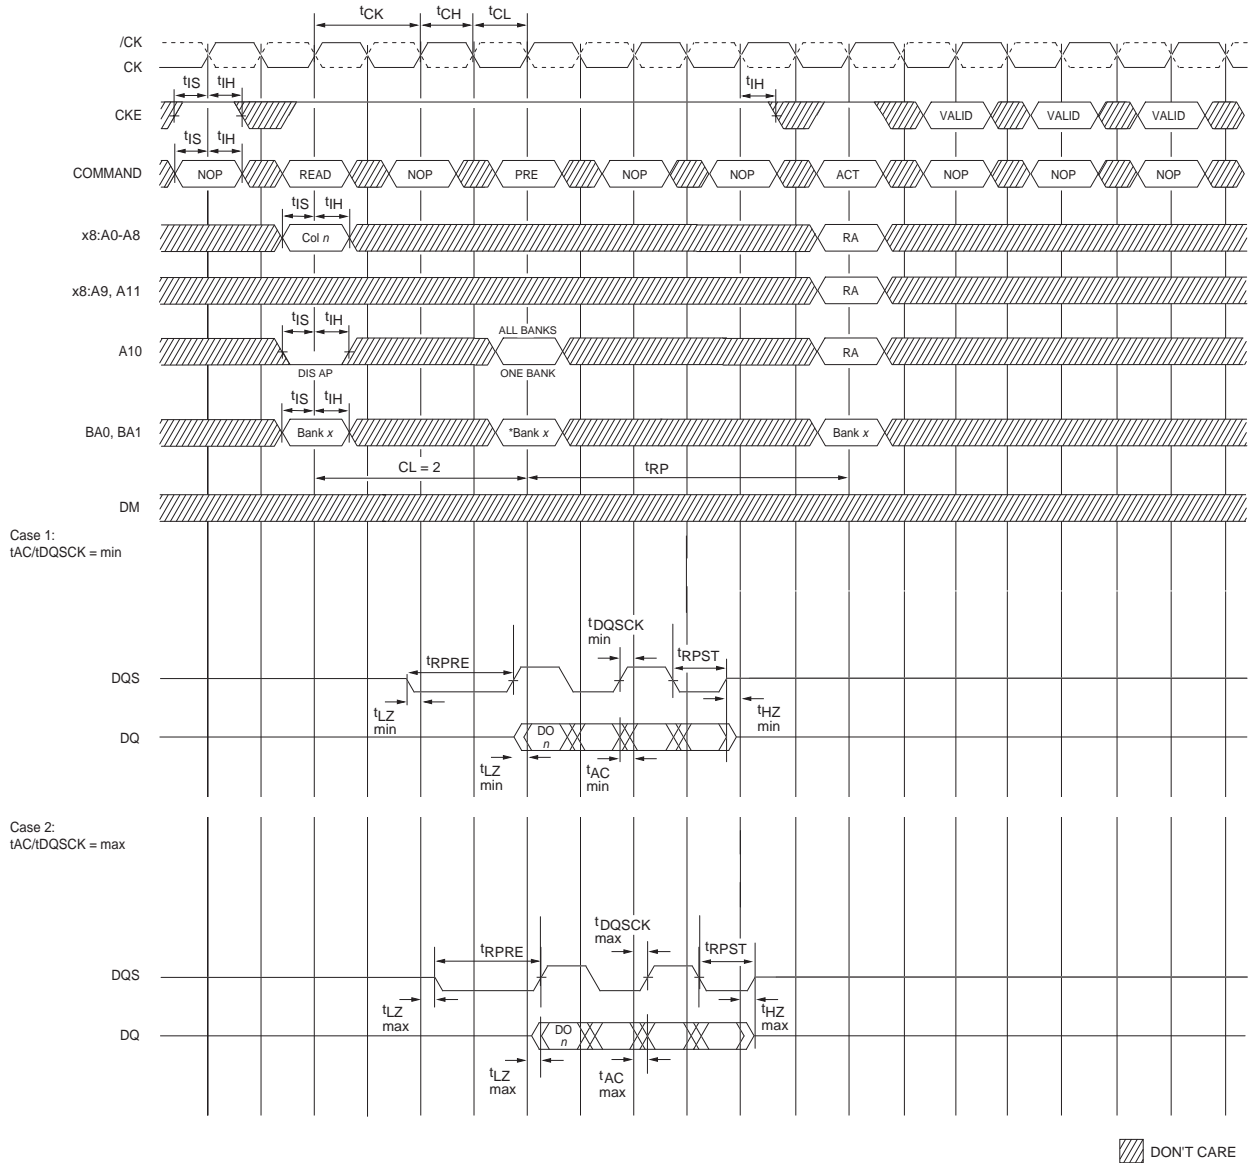 tCK tCH tCL
/CK
CK
tIS tIH tIH
CKE VALID VALID VALID
tIS tIH
COMMAND NOP READ NOP PRE NOP NOP ACT NOP NOP NOP
tIS tIH
x8:A0-A8 Col n RA
x8:A9, A11 RA
tIS tIH ALL BANKS
A10 RA
DIS AP ONE BANK
tIS tIH
BA0, BA1 Bank x *Bank x Bank x
CL = 2 tRP
DM
Case 1:
tAC/tDQSCK = min
tDQSCK
min
tRPRE tRPST
DQS
tLZ
min
tHZ
min
DQ DO
n
tLZ
min
tAC
min
Case 2:
tAC/tDQSCK = max
tDQSCK
max
tRPRE tRPST
DQS
tLZ
max
tHZ
max
DQ DO
n
tLZ
max
tAC
max
DON'T CARE